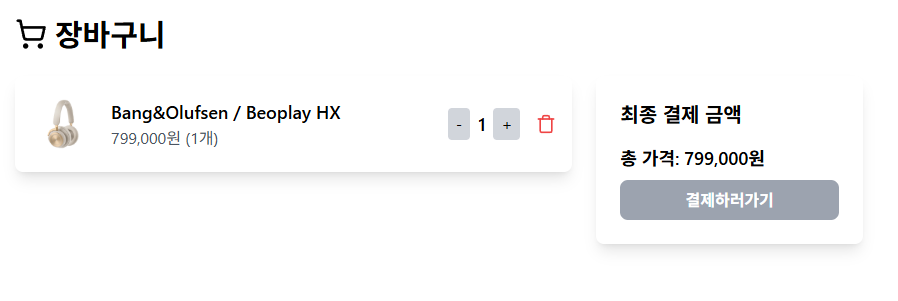 장바구니
Bang&Olufsen / Beoplay HX
799,000원 (1개)
- 1 +
최종 결제 금액
총 가격: 799,000원
결제하러가기